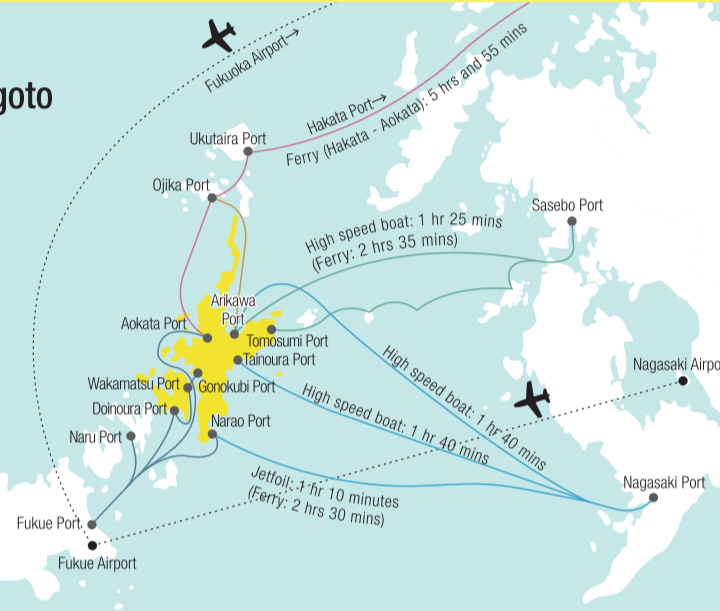 goto
Fukuoka Airport→
Hakata Port→
Ferry (Hakata - Aokata): 5 hrs and 55 mins
Ukutaira Port
Ojika Port
Sasebo Port
High speed boat: 1 hr 25 mins
(Ferry: 2 hrs 35 mins)
Arikawa
Port
Aokata Port
Tomosumi Port
Tainoura Port
Wakamatsu Port
Gonokubi Port
Doinoura Port
Narao Port
Naru Port
High speed boat: 1 hr 40 mins
High speed boat: 1 hr 40 mins
Nagasaki Airpo
Jetfoil: 1 hr 10 minutes
(Ferry: 2 hrs 30 mins)
Nagasaki Port
Fukue Port
Fukue Airport